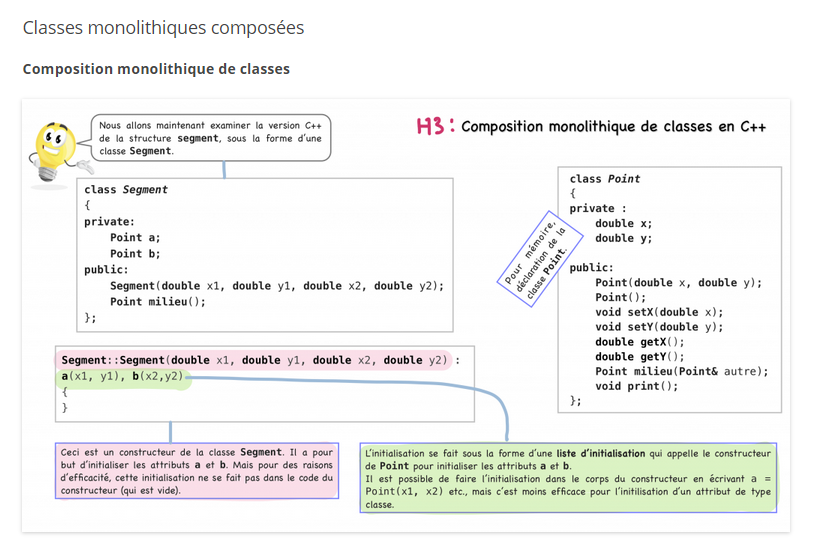 Classes monolithiques composées
Composition monolithique de classes
Nous allons maintenant examiner la version C++
de la structure segment, sous la forme d'une
classe Segment.
H3 : Composition monolithique de classes en C++
class Segment
{
private:
Point a;
Point b;
public:
Segment(double x1, double y1, double x2, double y2);
Point milieu();
};
Pour mémoire,
déclaration de la
classe Point.
class Point
{
private :
double x;
double y;
public:
Point(double x, double y);
Point();
void setX(double x);
void setY(double y);
double getX();
double getY();
Point milieu(Point& autre);
void print();
};
Segment::Segment(double x1, double y1, double x2, double y2) :
a(x1, y1), b(x2,y2)
{
}
Ceci est un constructeur de la classe Segment. Il a pour
but d'initialiser les attributs a et b. Mais pour des raisons
d'efficacité, cette initialisation ne se fait pas dans le code du
constructeur (qui est vide).
L'initialisation se fait sous la forme d'une liste d'initialisation qui appelle le constructeur
de Point pour initialiser les attributs a et b.
Il est possible de faire l'initialisation dans le corps du constructeur en écrivant a =
Point(x1, x2) etc., mais c'est moins efficace pour l'initilisation d'un attribut de type
classe.